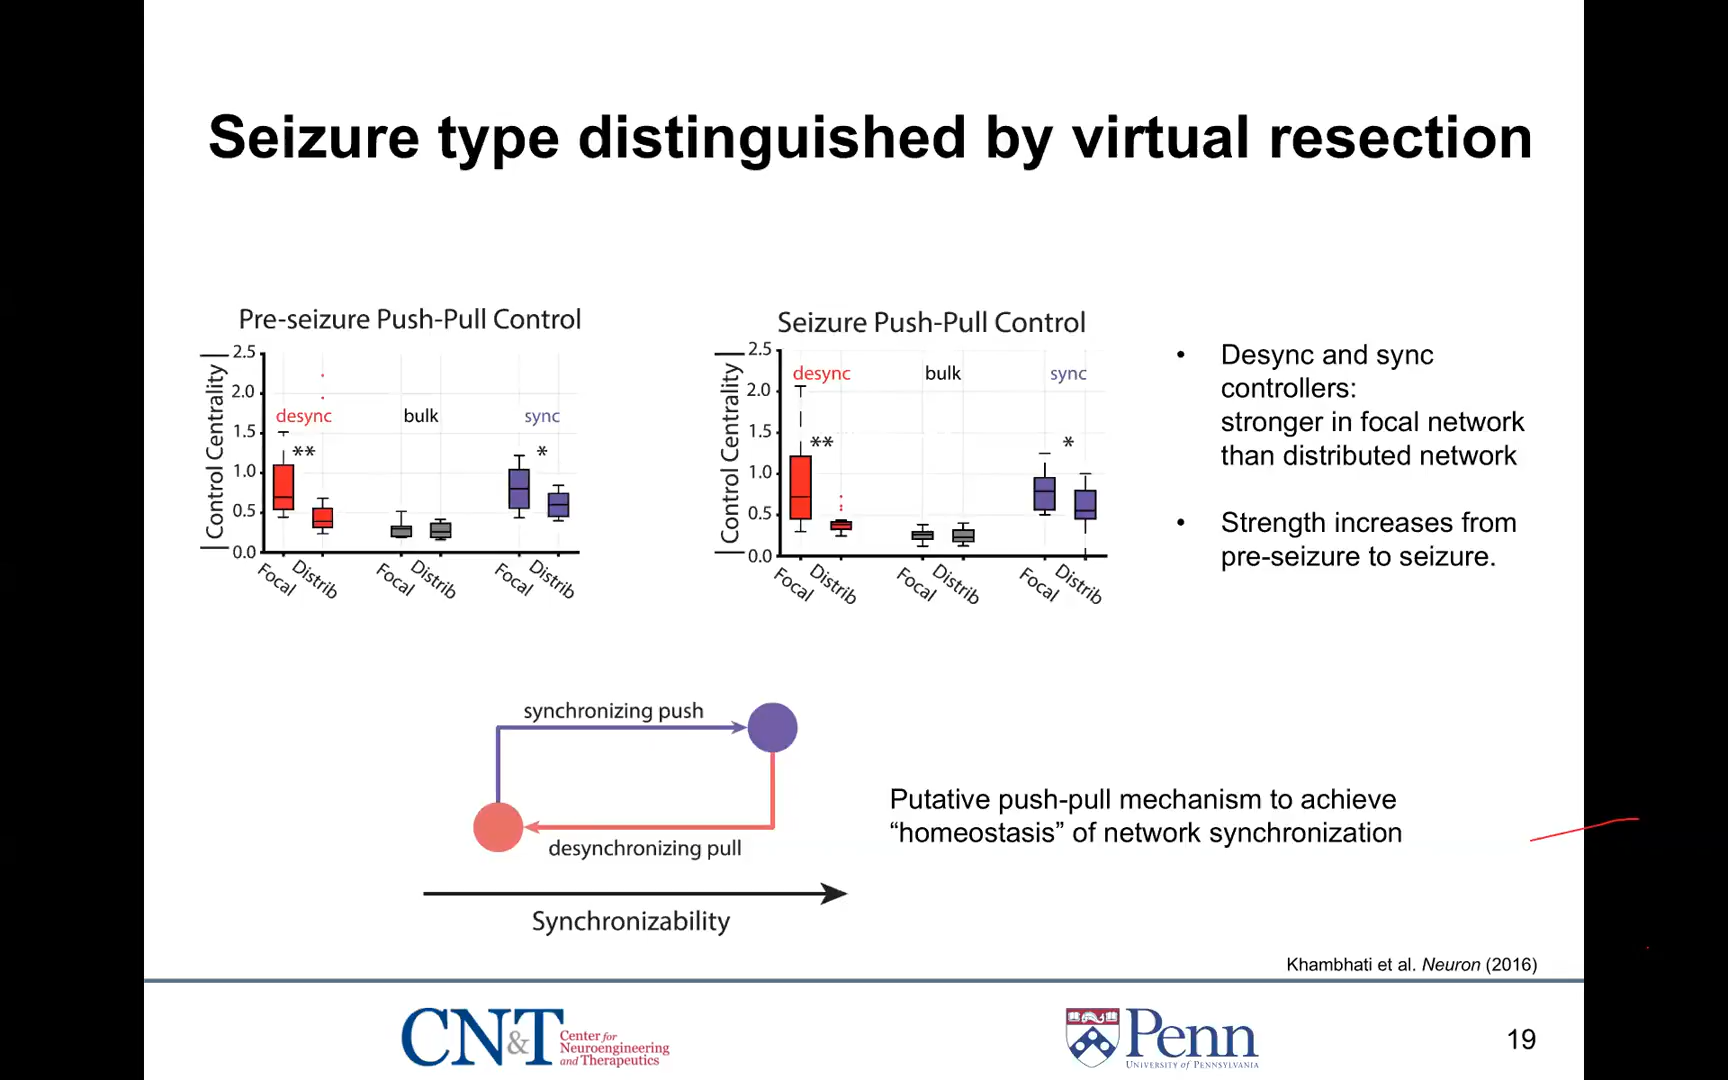 Seizure type distinguished by virtual resection
Pre-seizure Push-Pull Control
|Control Centrality|
2.5
2.0
1.5
1.0
0.5
0.0
desync
**
bulk
sync
*
Focal
Distrib
Focal
Distrib
Focal
Distrib
Seizure Push-Pull Control
|Control Centrality|
2.5
2.0
1.5
1.0
0.5
0.0
desync
**
bulk
sync
*
Focal
Distrib
Focal
Distrib
Focal
Distrib
• Desync and sync
controllers:
stronger in focal network
than distributed network
• Strength increases from
pre-seizure to seizure.
synchronizing push
desynchronizing pull
Synchronizability
Putative push-pull mechanism to achieve
“homeostasis” of network synchronization
Khambhati et al. Neuron (2016)
CN&T
Center for
Neuroengineering
and Therapeutics
Penn
UNIVERSITY OF PENNSYLVANIA
19